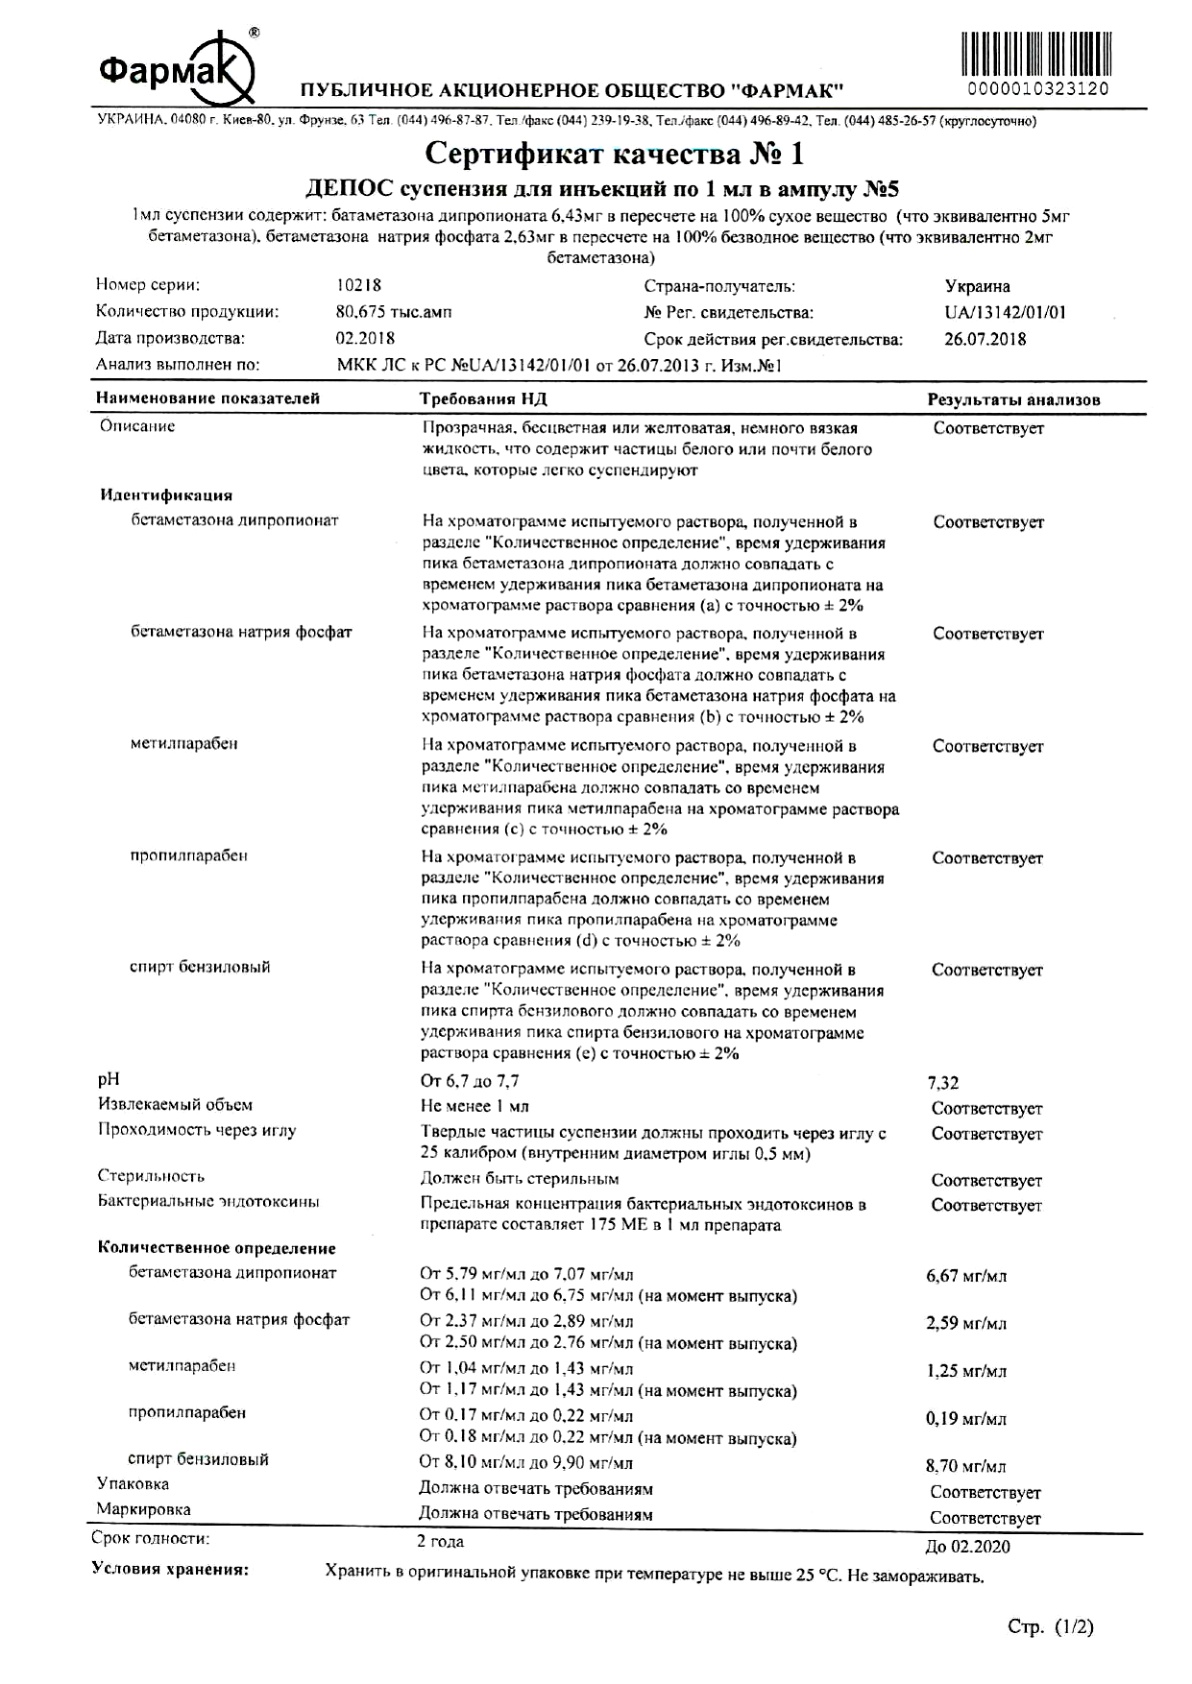 ФармаК®
0000010323120
ПУБЛИЧНОЕ АКЦИОНЕРНОЕ ОБЩЕСТВО "ФАРМАК"
УКРАИНА, 04080 г. Киев-80, ул. Фрунзе, 63 Тел. (044) 496-87-87, Тел./факс (044) 239-19-38, Тел./факс (044) 496-89-42, Тел. (044) 485-26-57 (круглосуточно)
Сертификат качества № 1
ДЕПОС суспензия для инъекций по 1 мл в ампулу №5
1мл суспензии содержит: батаметазона дипропионата 6,43мг в пересчете на 100% сухое вещество (что эквивалентно 5мг
бетаметазона), бетаметазона натрия фосфата 2,63мг в пересчете на 100% безводное вещество (что эквивалентно 2мг
бетаметазона)
Номер серии: 10218 Страна-получатель: Украина
Количество продукции: 80,675 тыс.амп № Рег. свидетельства: UA/13142/01/01
Дата производства: 02.2018 Срок действия рег.свидетельства: 26.07.2018
Анализ выполнен по: МКК ЛС к РС №UA/13142/01/01 от 26.07.2013 г. Изм.№1
Наименование показателей Требования НД Результаты анализов
Описание Прозрачная, бесцветная или желтоватая, немного вязкая Соответствует
жидкость, что содержит частицы белого или почти белого
цвета, которые легко суспендируют
Идентификация
бетаметазона дипропионат На хроматограмме испытуемого раствора, полученной в Соответствует
разделе "Количественное определение", время удерживания
пика бетаметазона дипропионата должно совпадать с
временем удерживания пика бетаметазона дипропионата на
хроматограмме раствора сравнения (a) с точностью ± 2%
бетаметазона натрия фосфат На хроматограмме испытуемого раствора, полученной в Соответствует
разделе "Количественное определение", время удерживания
пика бетаметазона натрия фосфата должно совпадать с
временем удерживания пика бетаметазона натрия фосфата на
хроматограмме раствора сравнения (b) с точностью ± 2%
метилпарабен На хроматограмме испытуемого раствора, полученной в Соответствует
разделе "Количественное определение", время удерживания
пика метилпарабена должно совпадать со временем
удерживания пика метилпарабена на хроматограмме раствора
сравнения (c) с точностью ± 2%
пропилпарабен На хроматограмме испытуемого раствора, полученной в Соответствует
разделе "Количественное определение", время удерживания
пика пропилпарабена должно совпадать со временем
удерживания пика пропилпарабена на хроматограмме
раствора сравнения (d) с точностью ± 2%
спирт бензиловый На хроматограмме испытуемого раствора, полученной в Соответствует
разделе "Количественное определение", время удерживания
пика спирта бензилового должно совпадать со временем
удерживания пика спирта бензилового на хроматограмме
раствора сравнения (e) с точностью ± 2%
pH От 6,7 до 7,7 7,32
Извлекаемый объем Не менее 1 мл Соответствует
Проходимость через иглу Твердые частицы суспензии должны проходить через иглу с Соответствует
25 калибром (внутренним диаметром иглы 0,5 мм)
Стерильность Должен быть стерильным Соответствует
Бактериальные эндотоксины Предельная концентрация бактериальных эндотоксинов в Соответствует
препарате составляет 175 МЕ в 1 мл препарата
Количественное определение
бетаметазона дипропионат От 5,79 мг/мл до 7,07 мг/мл 6,67 мг/мл
От 6,11 мг/мл до 6,75 мг/мл (на момент выпуска)
бетаметазона натрия фосфат От 2,37 мг/мл до 2,89 мг/мл 2,59 мг/мл
От 2,50 мг/мл до 2,76 мг/мл (на момент выпуска)
метилпарабен От 1,04 мг/мл до 1,43 мг/мл 1,25 мг/мл
От 1,17 мг/мл до 1,43 мг/мл (на момент выпуска)
пропилпарабен От 0,17 мг/мл до 0,22 мг/мл 0,19 мг/мл
От 0,18 мг/мл до 0,22 мг/мл (на момент выпуска)
спирт бензиловый От 8,10 мг/мл до 9,90 мг/мл 8,70 мг/мл
Упаковка Должна отвечать требованиям Соответствует
Маркировка Должна отвечать требованиям Соответствует
Срок годности: 2 года До 02.2020
Условия хранения: Хранить в оригинальной упаковке при температуре не выше 25 °С. Не замораживать.
Стр. (1/2)